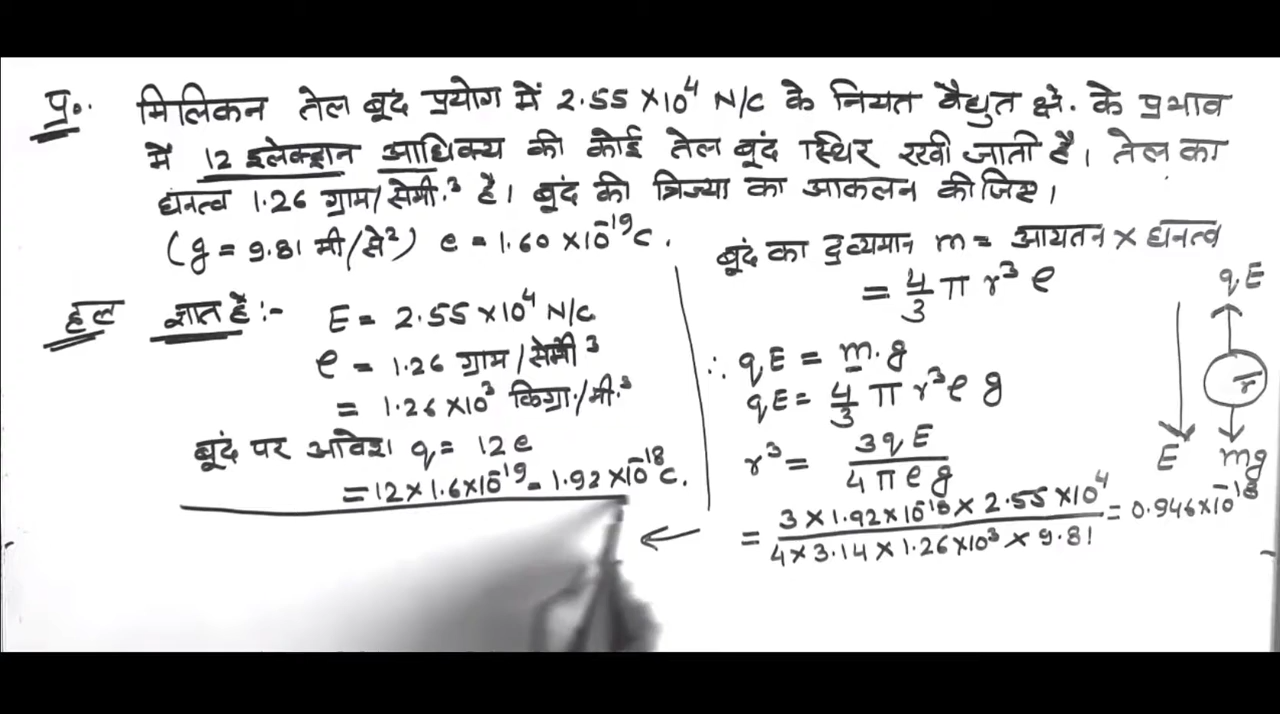 प्र०. मिलिकन तेल बूंद प्रयोग में 2.55 × 10⁴ N/C के नियत वैद्युत क्षे. के प्रभाव
में 12 इलेक्ट्रान आधिक्य की कोई तेल बूंद स्थिर रखी जाती है। तेल का
घनत्व 1.26 ग्राम/सेमी.³ है। बूंद की त्रिज्या का आकलन कीजिए।
(g = 9.81 मी/से²) e = 1.60 × 10⁻¹⁹ C.
हल ज्ञात है :- E = 2.55 × 10⁴ N/C
ρ = 1.26 ग्राम/सेमी³
= 1.26 × 10³ किग्रा./मी.³
बूंद पर आवेश q = 12e
= 12 × 1.6 × 10⁻¹⁹ = 1.92 × 10⁻¹⁸ C.
बूंद का द्रव्यमान m = आयतन × घनत्व
= 4/3 π r³ ρ
∴ qE = m.g
qE = 4/3 π r³ ρ g
r³ = 3qE / 4πρg
= 3 × 1.92 × 10⁻¹⁸ × 2.55 × 10⁴ / 4 × 3.14 × 1.26 × 10³ × 9.81 = 0.946 × 10⁻¹⁸
qE
r
E
mg